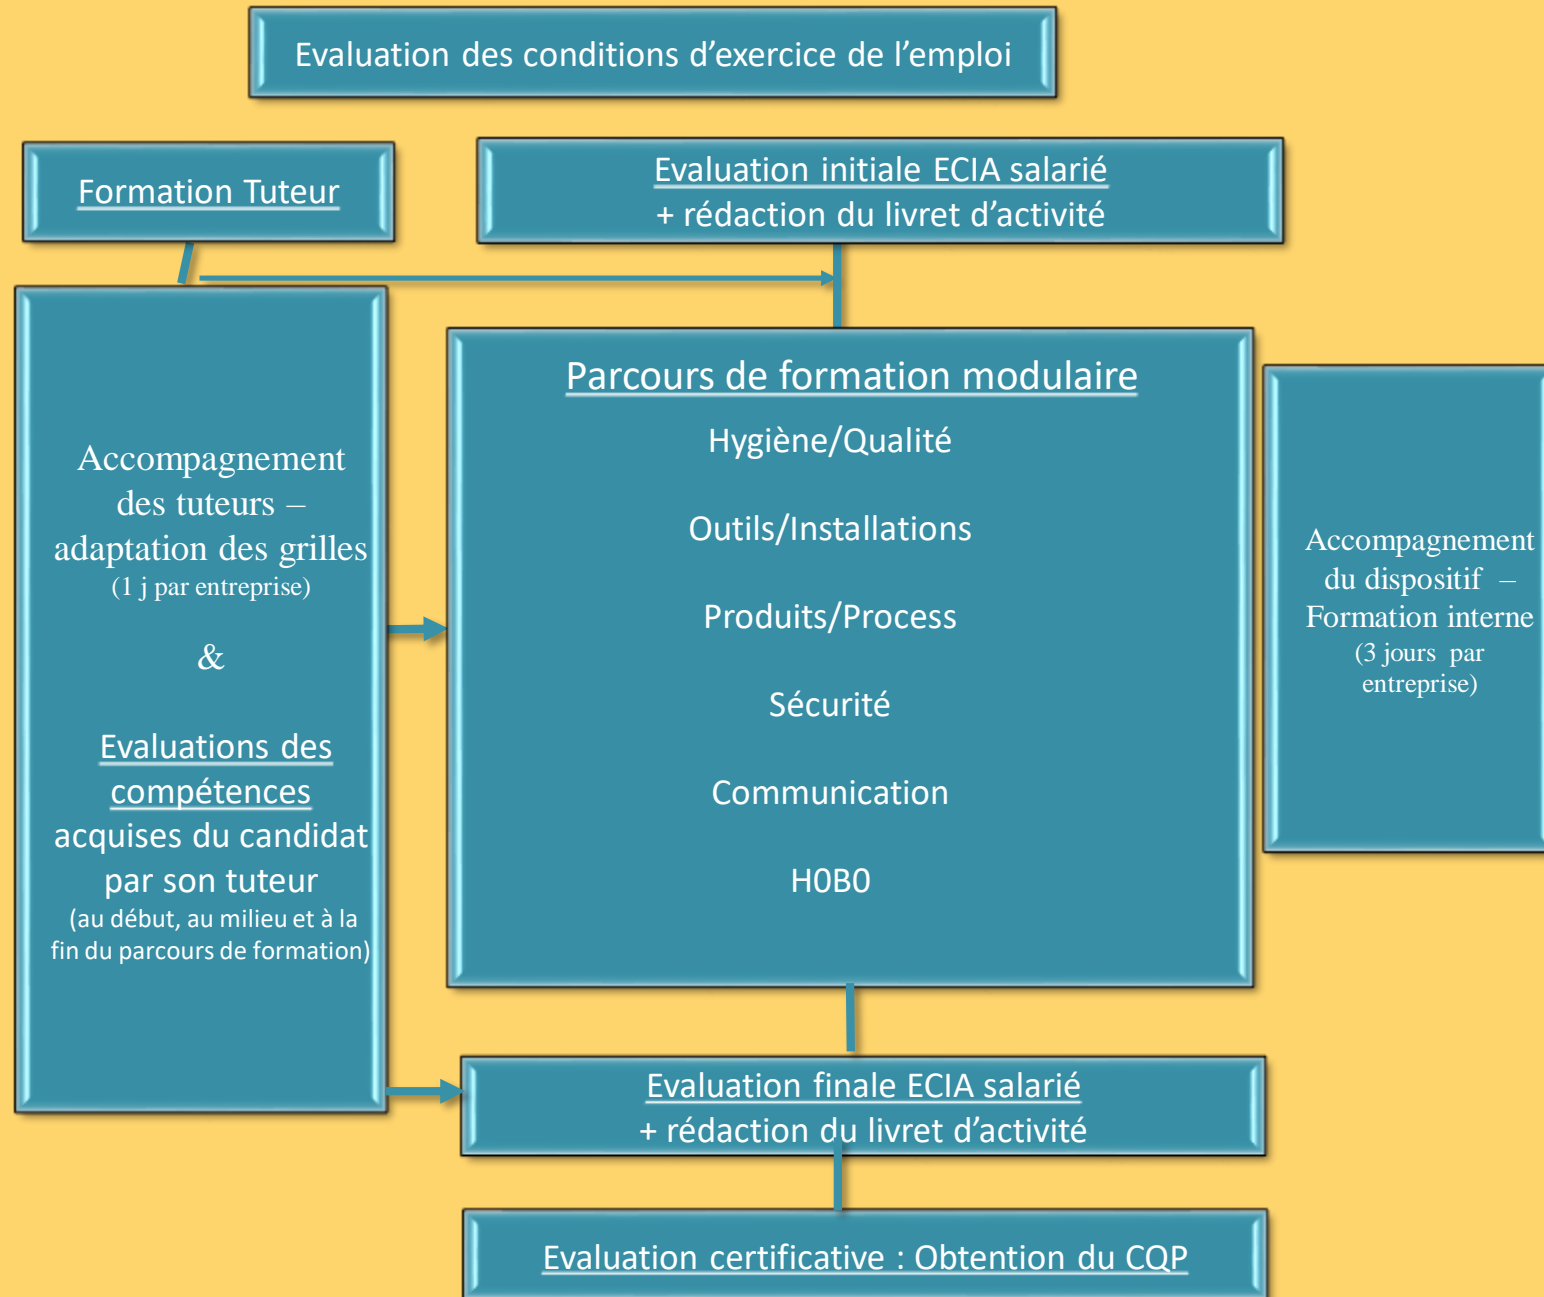 Evaluation des conditions d’exercice de l’emploi
Formation Tuteur
Evaluation initiale ECIA salarié
+ rédaction du livret d’activité
Accompagnement
des tuteurs –
adaptation des grilles
(1 j par entreprise)
&
Evaluations des
compétences
acquises du candidat
par son tuteur
(au début, au milieu et à la
fin du parcours de formation)
Parcours de formation modulaire
Hygiène/Qualité
Outils/Installations
Produits/Process
Sécurité
Communication
H0B0
Accompagnement
du dispositif –
Formation interne
(3 jours par
entreprise)
Evaluation finale ECIA salarié
+ rédaction du livret d’activité
Evaluation certificative : Obtention du CQP